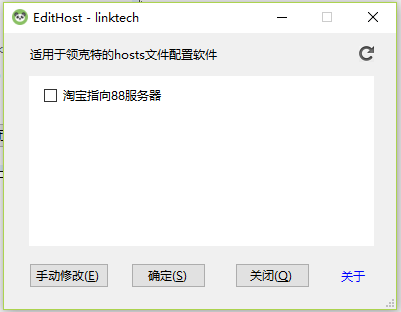 EditHost - linktech
适用于领克特的hosts文件配置软件
淘宝指向88服务器
手动修改(E)
确定(S)
关闭(Q)
关于